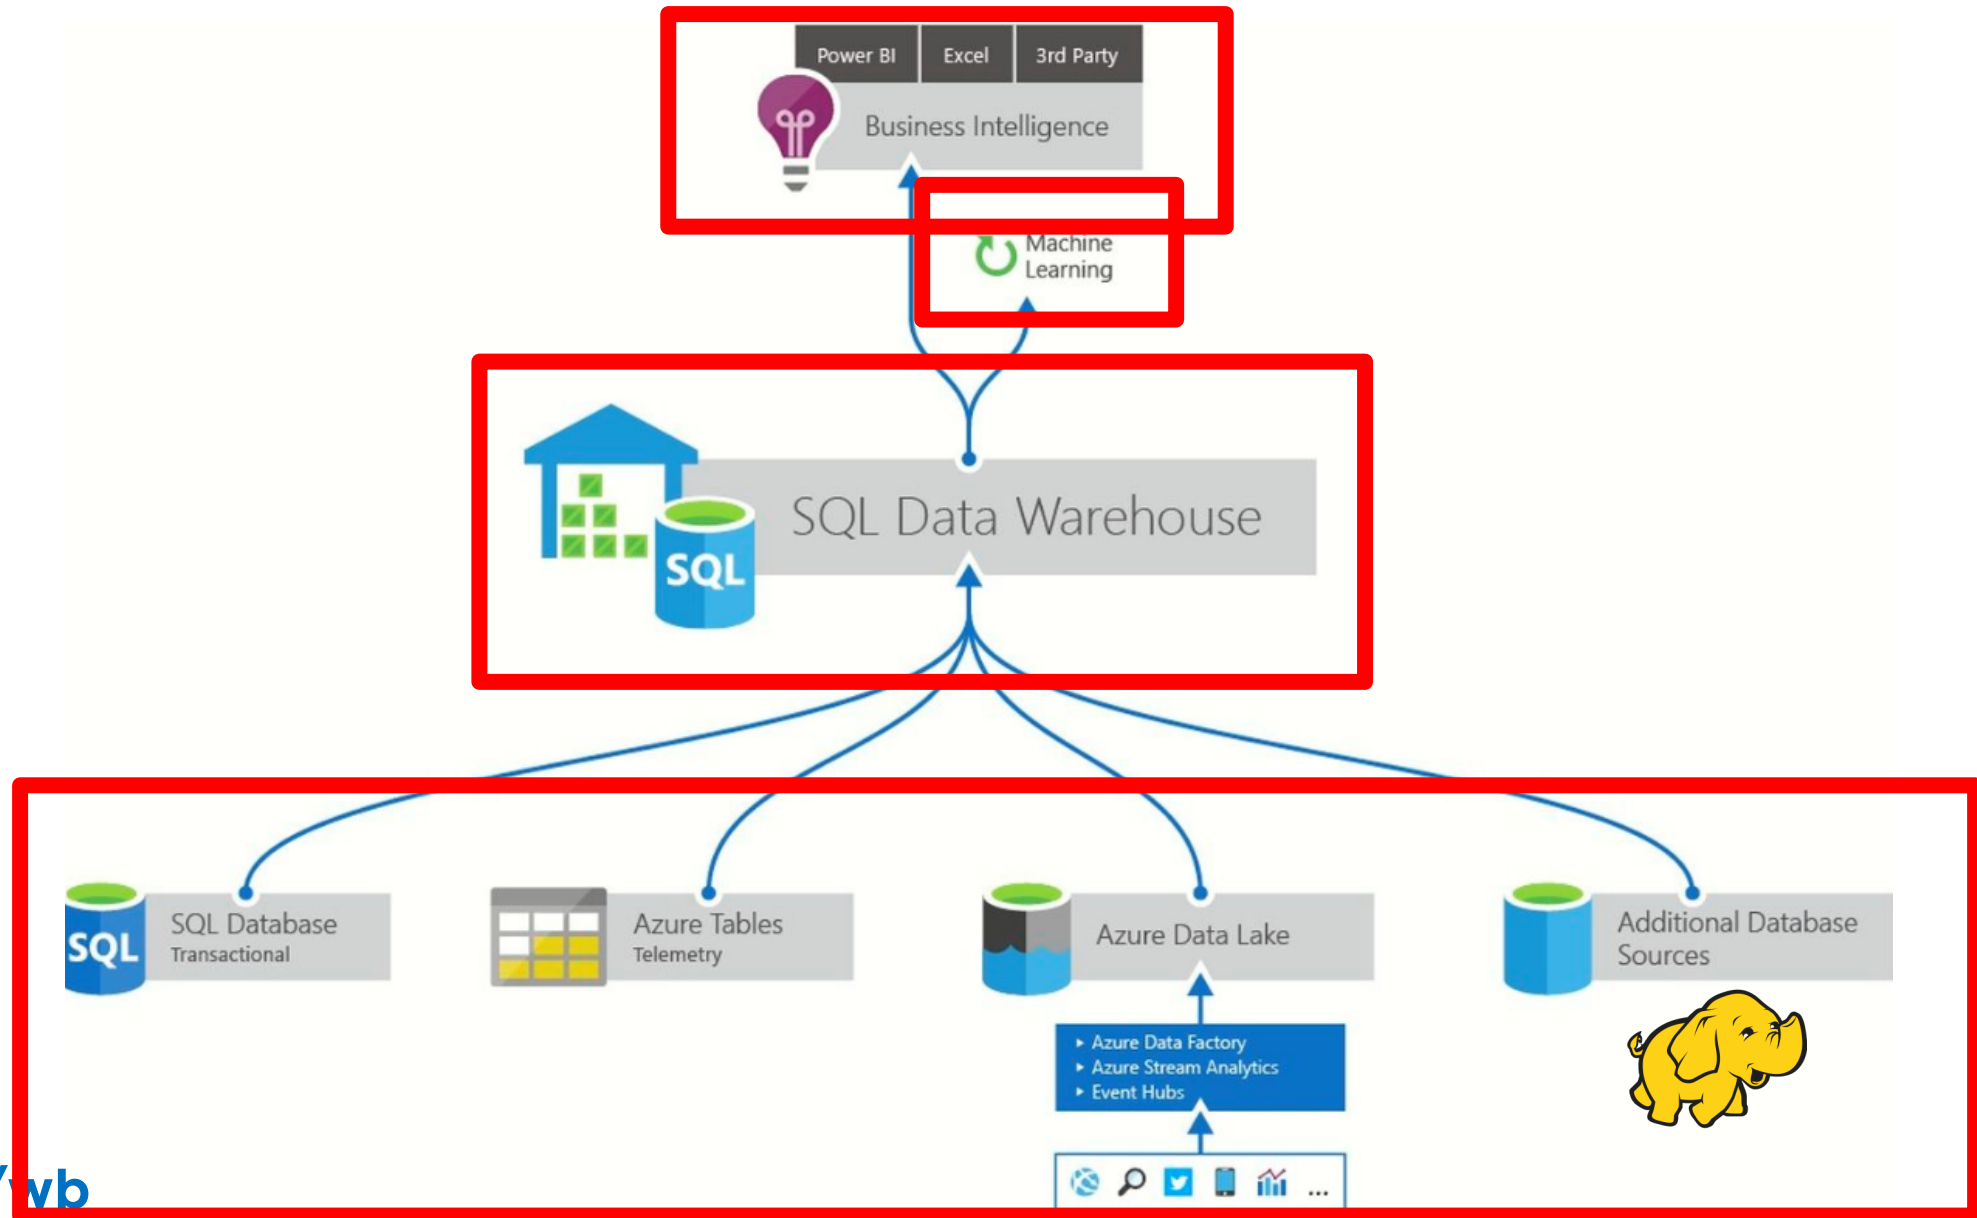 Power BI
Excel
3rd Party
Business Intelligence
Machine
Learning
SQL Data Warehouse
SQL
SQL
SQL Database
Transactional
Azure Tables
Telemetry
Azure Data Lake
Additional Database
Sources
Azure Data Factory
Azure Stream Analytics
Event Hubs
...